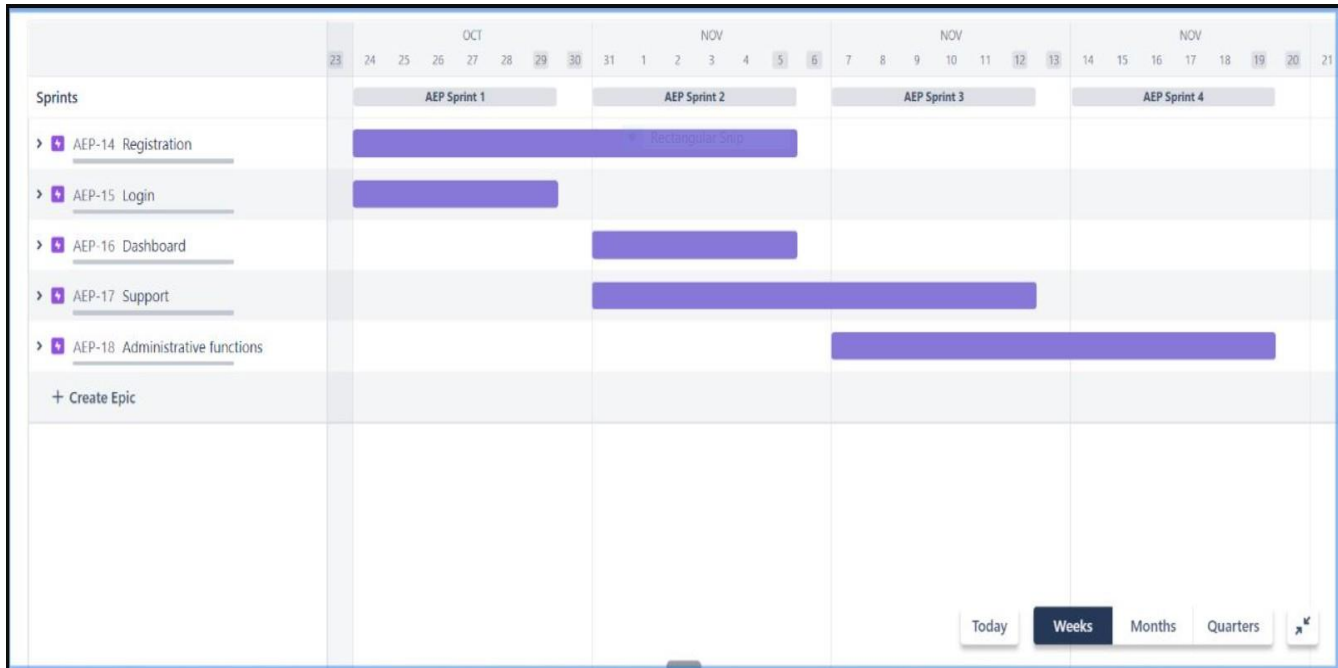 OCT NOV NOV NOV
23 24 25 26 27 28 29 30 31 1 2 3 4 5 6 7 8 9 10 11 12 13 14 15 16 17 18 19 20 21
Sprints AEP Sprint 1 AEP Sprint 2 AEP Sprint 3 AEP Sprint 4
AEP-14 Registration Rectangular Snip
AEP-15 Login
AEP-16 Dashboard
AEP-17 Support
AEP-18 Administrative functions
+ Create Epic
Today Weeks Months Quarters